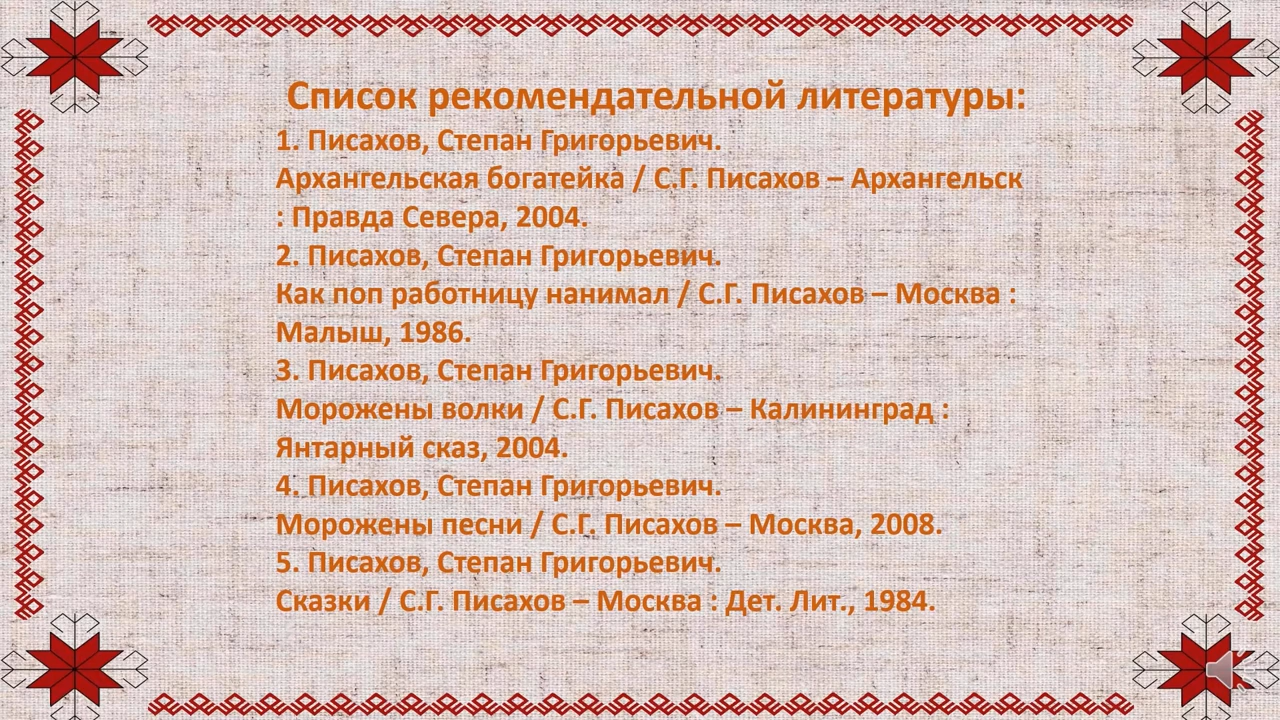 Список рекомендательной литературы:
1. Писахов, Степан Григорьевич.
Архангельская богатейка / С.Г. Писахов – Архангельск
: Правда Севера, 2004.
2. Писахов, Степан Григорьевич.
Как поп работницу нанимал / С.Г. Писахов – Москва :
Малыш, 1986.
3. Писахов, Степан Григорьевич.
Морожены волки / С.Г. Писахов – Калининград :
Янтарный сказ, 2004.
4. Писахов, Степан Григорьевич.
Морожены песни / С.Г. Писахов – Москва, 2008.
5. Писахов, Степан Григорьевич.
Сказки / С.Г. Писахов – Москва : Дет. Лит., 1984.